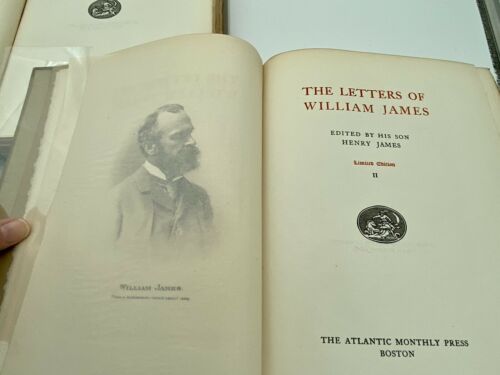 WILLIAM JAMES
THE LETTERS OF
WILLIAM JAMES
EDITED BY HIS SON
HENRY JAMES
Limited Edition
II
THE ATLANTIC MONTHLY PRESS
BOSTON